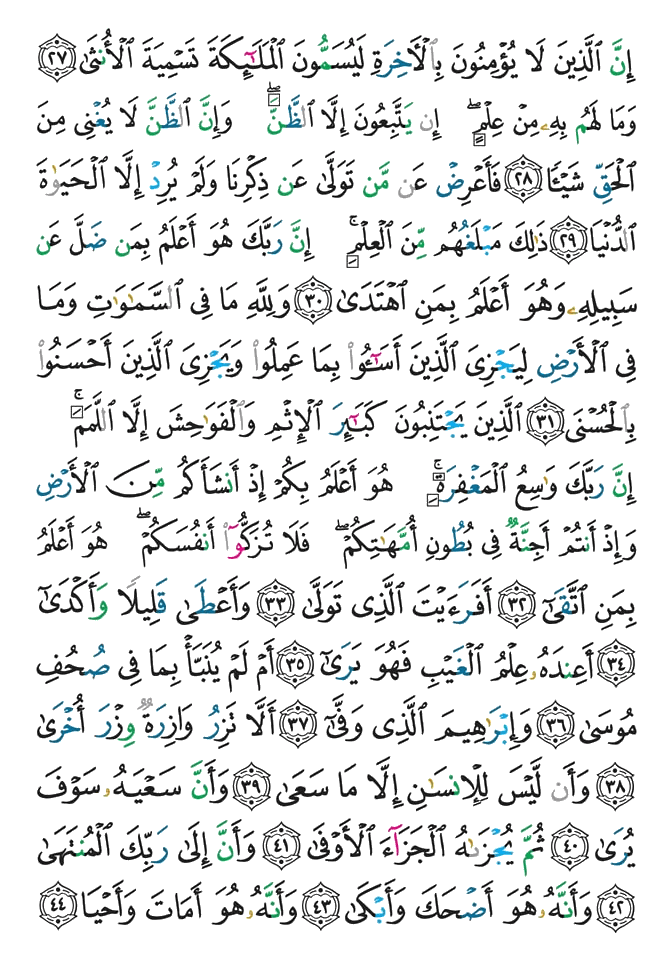 إِنَّ ٱلَّذِينَ لَا يُؤۡمِنُونَ بِٱلۡأٓخِرَةِ لَيُسَمُّونَ ٱلۡمَلَٰٓئِكَةَ تَسۡمِيَةَ ٱلۡأُنثَىٰ ٢٧
وَمَا لَهُم بِهِۦ مِنۡ عِلۡمٍۖ إِن يَتَّبِعُونَ إِلَّا ٱلظَّنَّۖ وَإِنَّ ٱلظَّنَّ لَا يُغۡنِي مِنَ
ٱلۡحَقِّ شَيۡـٔٗا ٢٨ فَأَعۡرِضۡ عَن مَّن تَوَلَّىٰ عَن ذِكۡرِنَا وَلَمۡ يُرِدۡ إِلَّا ٱلۡحَيَوٰةَ
ٱلدُّنۡيَا ٢٩ ذَٰلِكَ مَبۡلَغُهُم مِّنَ ٱلۡعِلۡمِۚ إِنَّ رَبَّكَ هُوَ أَعۡلَمُ بِمَن ضَلَّ عَن
سَبِيلِهِۦ وَهُوَ أَعۡلَمُ بِمَنِ ٱهۡتَدَىٰ ٣٠ وَلِلَّهِ مَا فِي ٱلسَّمَٰوَٰتِ وَمَا
فِي ٱلۡأَرۡضِ لِيَجۡزِيَ ٱلَّذِينَ أَسَٰٓـُٔواْ بِمَا عَمِلُواْ وَيَجۡزِيَ ٱلَّذِينَ أَحۡسَنُواْ
بِٱلۡحُسۡنَى ٣١ ٱلَّذِينَ يَجۡتَنِبُونَ كَبَٰٓئِرَ ٱلۡإِثۡمِ وَٱلۡفَوَٰحِشَ إِلَّا ٱللَّمَمَۚ
إِنَّ رَبَّكَ وَٰسِعُ ٱلۡمَغۡفِرَةِۚ هُوَ أَعۡلَمُ بِكُمۡ إِذۡ أَنشَأَكُم مِّنَ ٱلۡأَرۡضِ
وَإِذۡ أَنتُمۡ أَجِنَّةٞ فِي بُطُونِ أُمَّهَٰتِكُمۡۖ فَلَا تُزَكُّوٓاْ أَنفُسَكُمۡۖ هُوَ أَعۡلَمُ
بِمَنِ ٱتَّقَىٰٓ ٣٢ أَفَرَءَيۡتَ ٱلَّذِي تَوَلَّىٰ ٣٣ وَأَعۡطَىٰ قَلِيلٗا وَأَكۡدَىٰٓ
٣٤ أَعِندَهُۥ عِلۡمُ ٱلۡغَيۡبِ فَهُوَ يَرَىٰٓ ٣٥ أَمۡ لَمۡ يُنَبَّأۡ بِمَا فِي صُحُفِ
مُوسَىٰ ٣٦ وَإِبۡرَٰهِيمَ ٱلَّذِي وَفَّىٰٓ ٣٧ أَلَّا تَزِرُ وَازِرَةٞ وِزۡرَ أُخۡرَىٰ
٣٨ وَأَن لَّيۡسَ لِلۡإِنسَٰنِ إِلَّا مَا سَعَىٰ ٣٩ وَأَنَّ سَعۡيَهُۥ سَوۡفَ
يُرَىٰ ٤٠ ثُمَّ يُجۡزَىٰهُ ٱلۡجَزَآءَ ٱلۡأَوۡفَىٰ ٤١ وَأَنَّ إِلَىٰ رَبِّكَ ٱلۡمُنتَهَىٰ
٤٢ وَأَنَّهُۥ هُوَ أَضۡحَكَ وَأَبۡكَىٰ ٤٣ وَأَنَّهُۥ هُوَ أَمَاتَ وَأَحۡيَا ٤٤